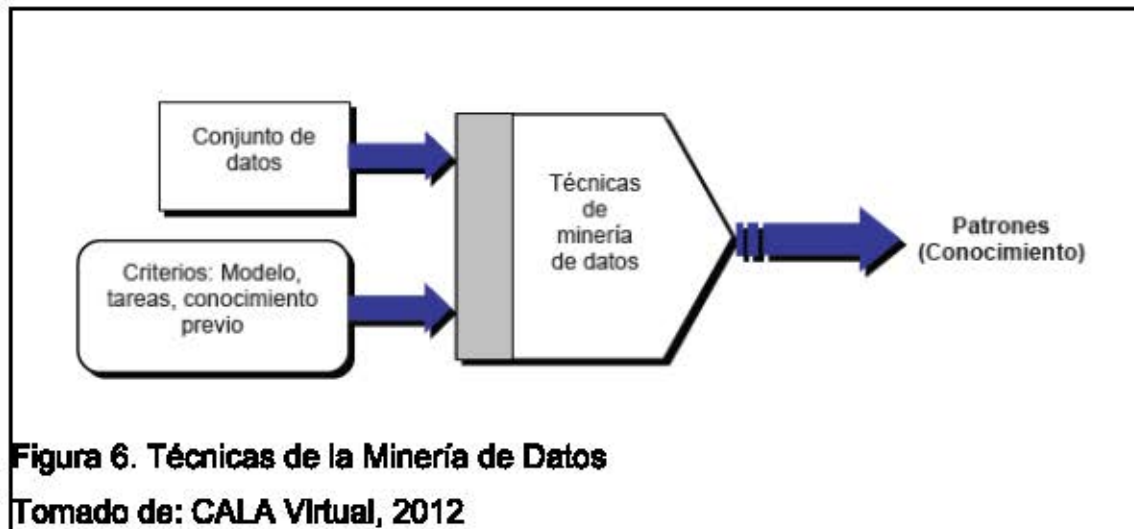 Conjunto de
datos
Criterios: Modelo,
tareas, conocimiento
previo
Técnicas
de
minería
de datos
Patrones
(Conocimiento)
Figura 6. Técnicas de la Minería de Datos
Tomado de: CALA Virtual, 2012